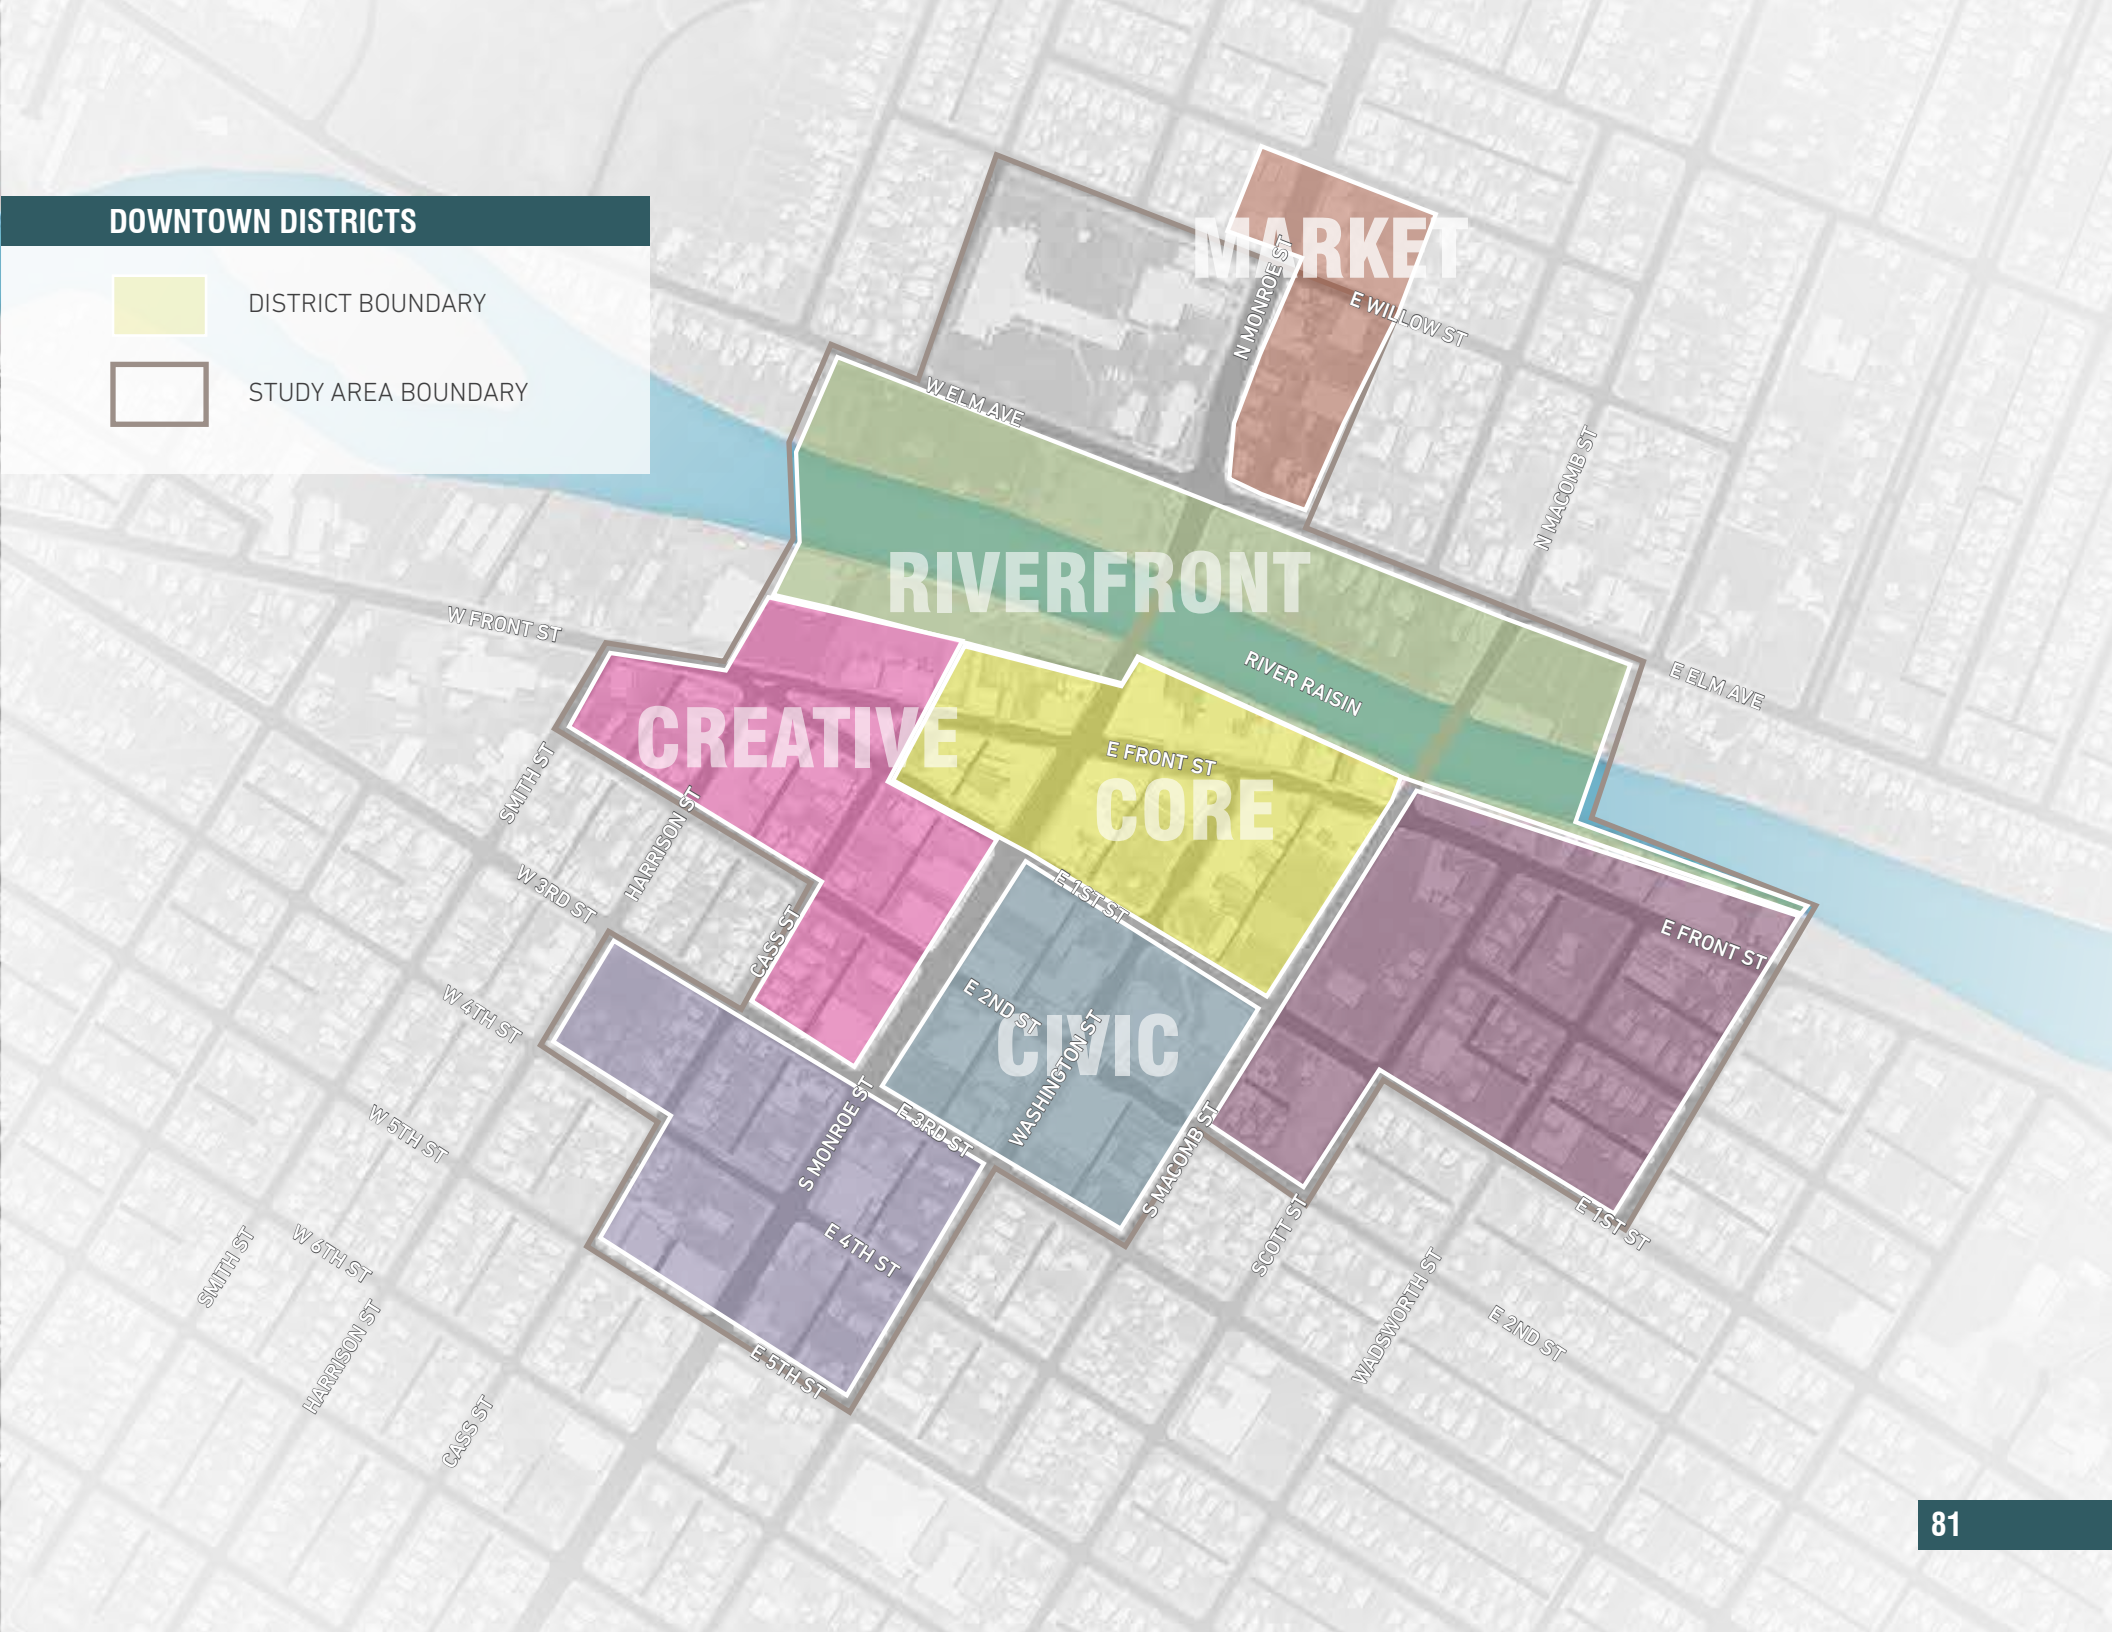 DOWNTOWN DISTRICTS
DISTRICT BOUNDARY
STUDY AREA BOUNDARY
MARKET
N MONROE ST
E WILLOW ST
W ELM AVE
N MACOMB ST
RIVERFRONT
W FRONT ST
RIVER RAISIN
E ELM AVE
CREATIVE
E FRONT ST
CORE
SMITH ST
HARRISON ST
W 3RD ST
E 1ST ST
CASS ST
E FRONT ST
W 4TH ST
E 2ND ST
CIVIC
WASHINGTON ST
W 5TH ST
S MONROE ST
E 3RD ST
S MACOMB ST
SCOTT ST
E 1ST ST
SMITH ST
W 6TH ST
E 4TH ST
HARRISON ST
WADSWORTH ST
E 2ND ST
E 5TH ST
CASS ST
81